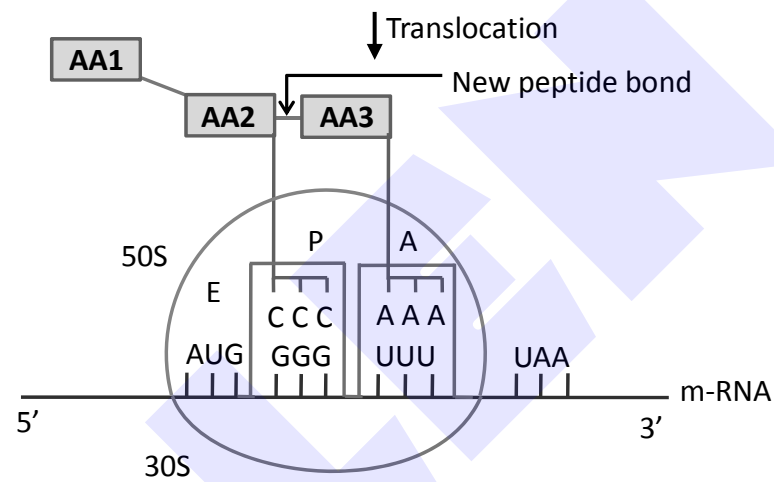 Translocation
AA1
New peptide bond
AA2
AA3
P
A
50S
E
C C C
A A A
AUG
GGG
UUU
UAA
m-RNA
5’
3’
30S